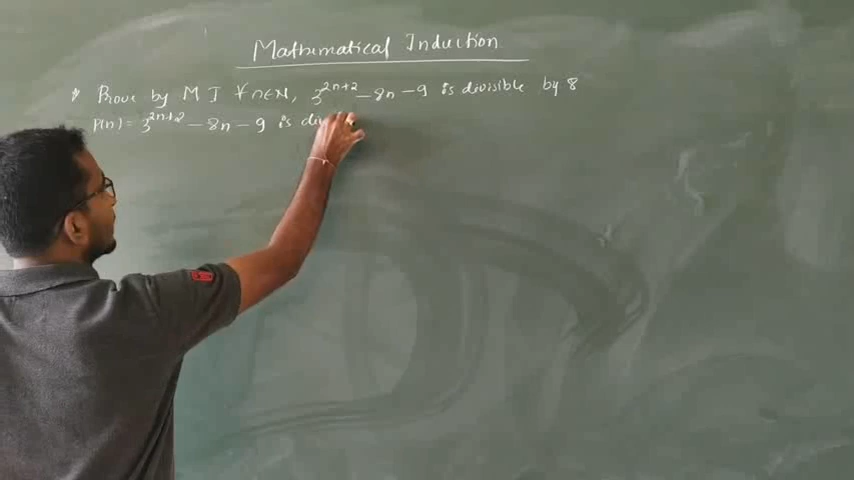 Mathematical Induction
* Prove by M I ∀n∈N, 3^{2n+2} - 8n - 9 is divisible by 8
P(n) = 3^{2n+2} - 8n - 9 is divi